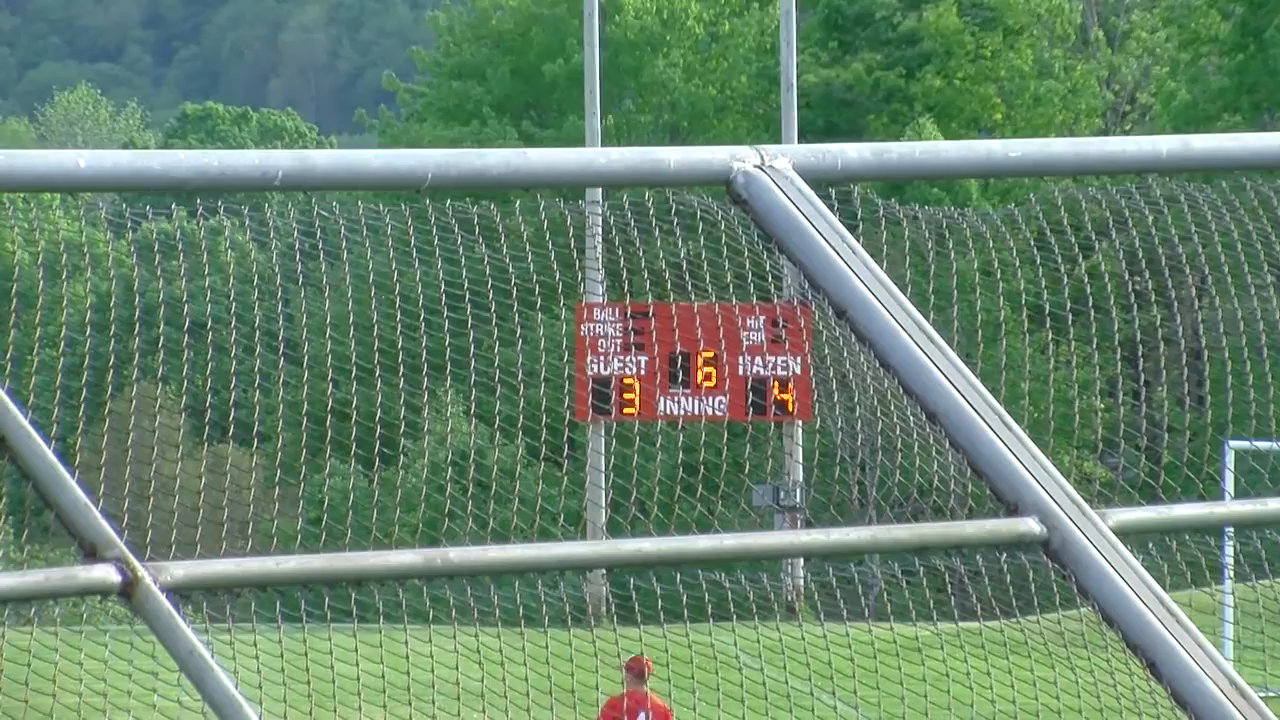 BALL
STRIKE
OUT
HIT
ERR
GUEST 6 HAZEN
3 INNING 4